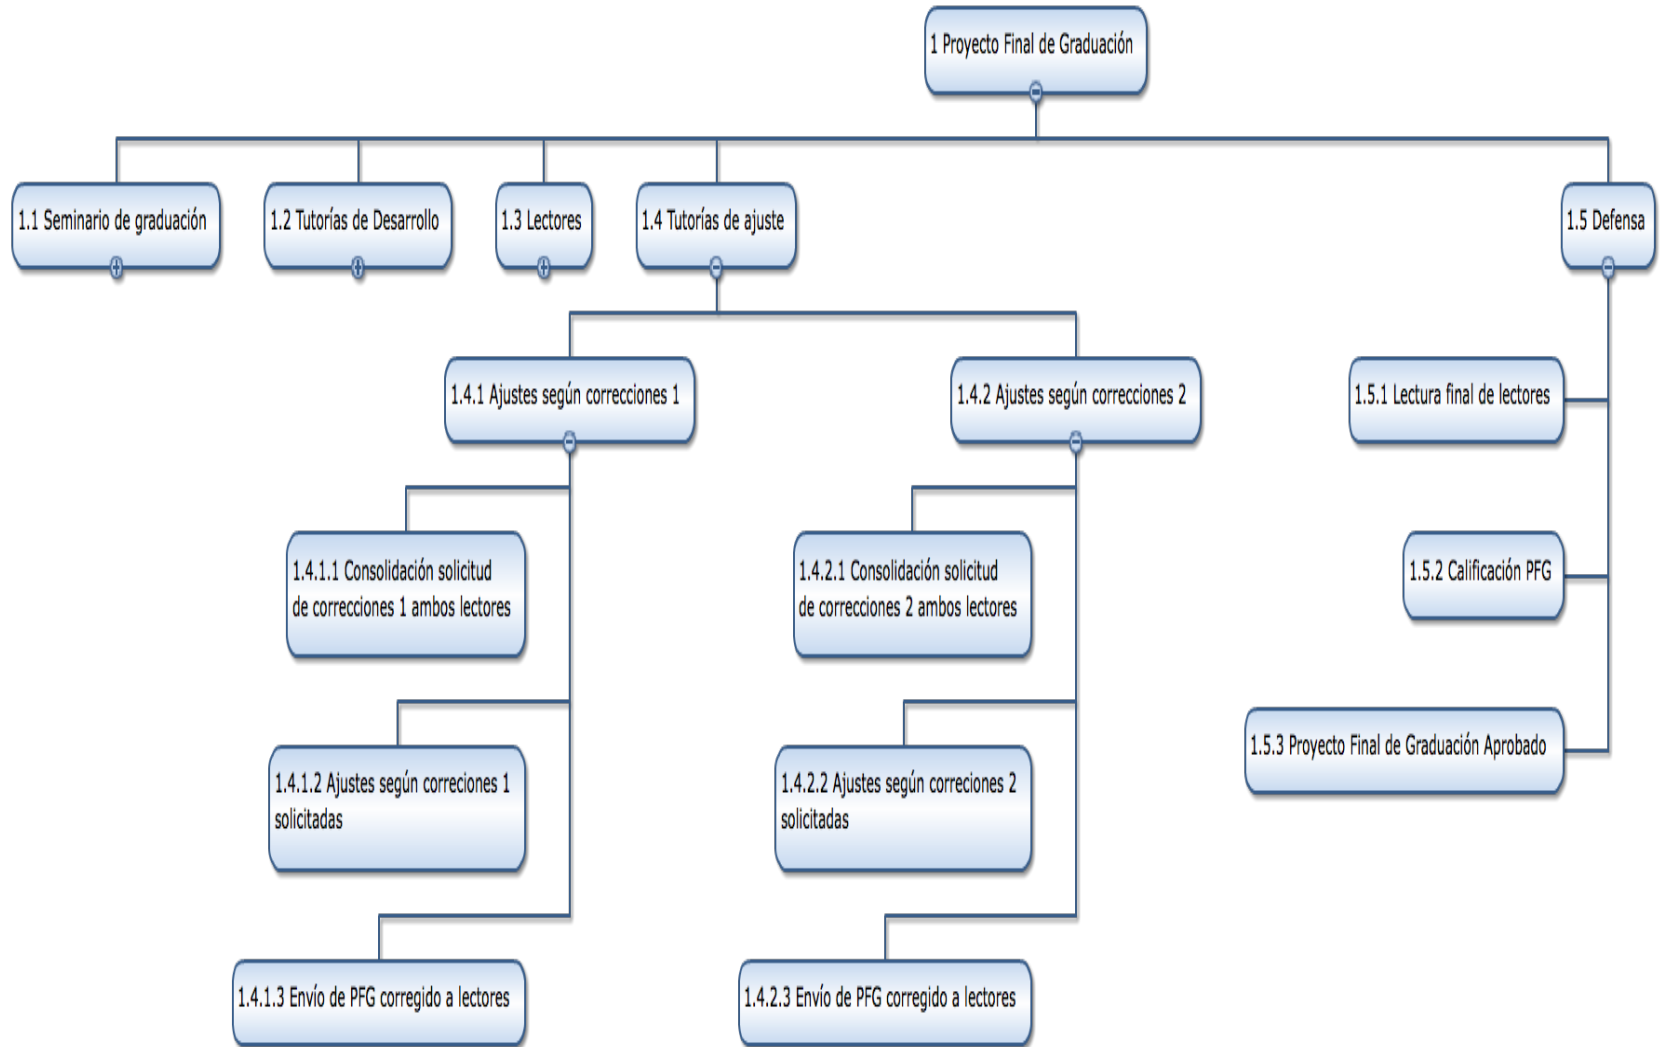 1 Proyecto Final de Graduación
1.1 Seminario de graduación
1.2 Tutorías de Desarrollo
1.3 Lectores
1.4 Tutorías de ajuste
1.5 Defensa
1.4.1 Ajustes según correcciones 1
1.4.2 Ajustes según correcciones 2
1.5.1 Lectura final de lectores
1.4.1.1 Consolidación solicitud
de correcciones 1 ambos lectores
1.4.2.1 Consolidación solicitud
de correcciones 2 ambos lectores
1.5.2 Calificación PFG
1.4.1.2 Ajustes según correciones 1
solicitadas
1.4.2.2 Ajustes según correciones 2
solicitadas
1.5.3 Proyecto Final de Graduación Aprobado
1.4.1.3 Envío de PFG corregido a lectores
1.4.2.3 Envío de PFG corregido a lectores